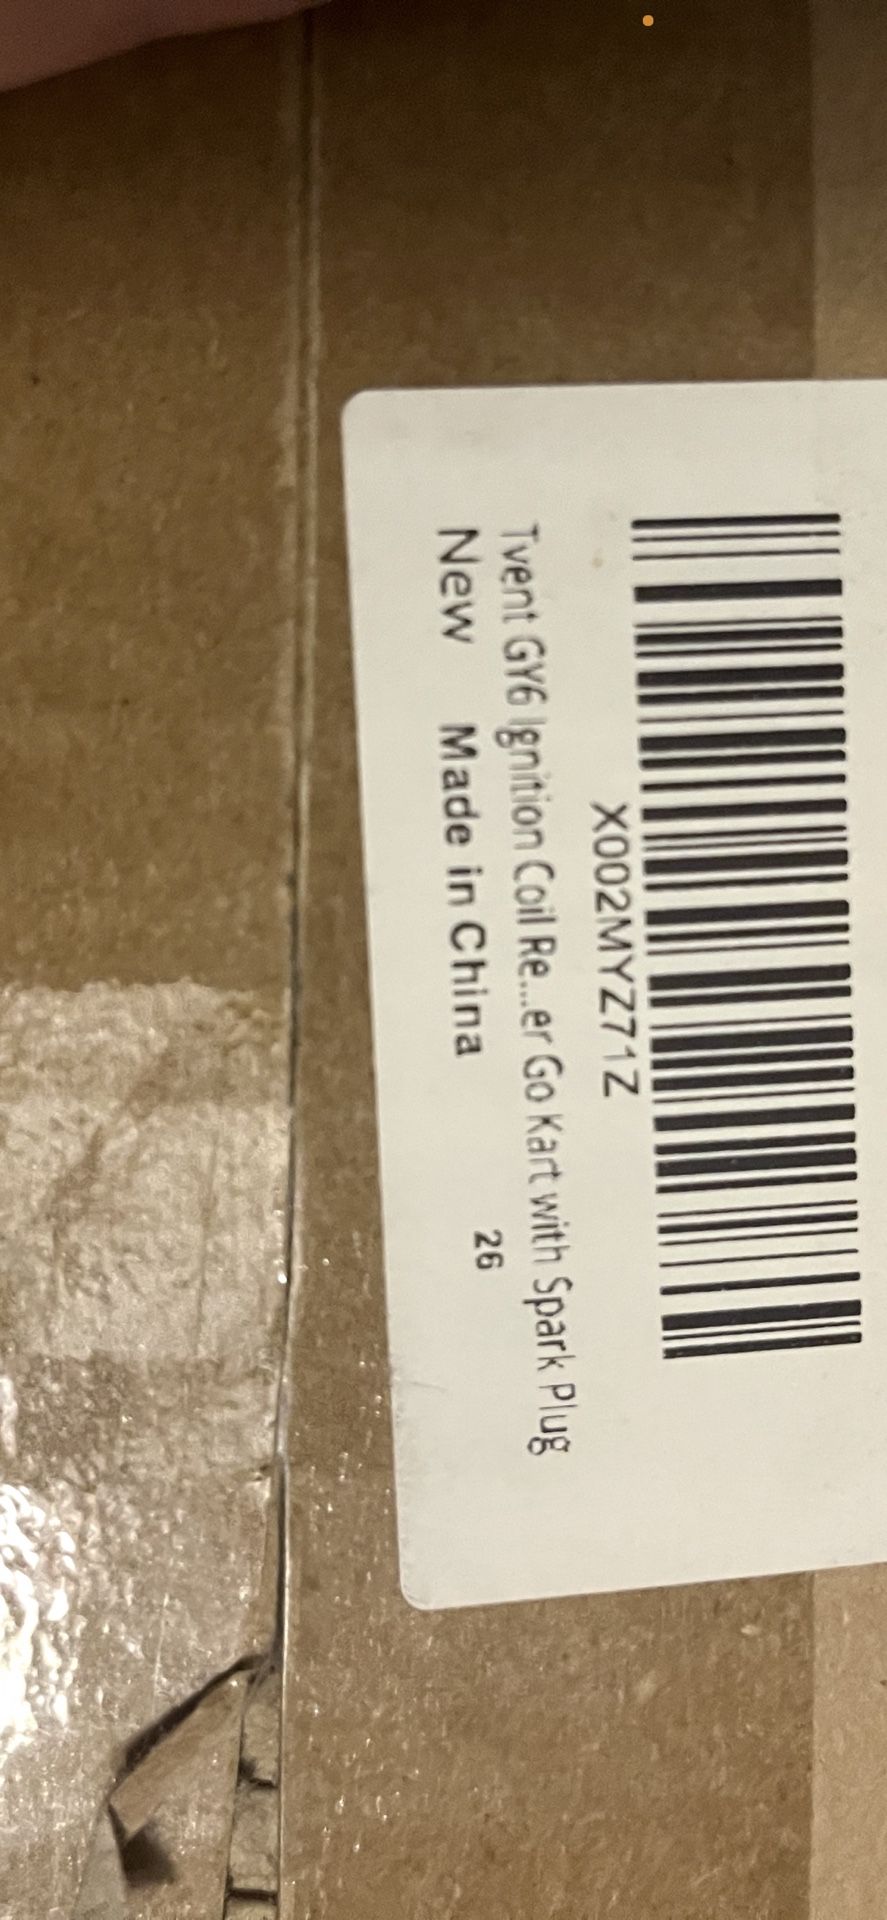 X002MYZ71Z
Tvent GY6 Ignition Coil Re...er Go Kart with Spark Plug
New Made in China
26